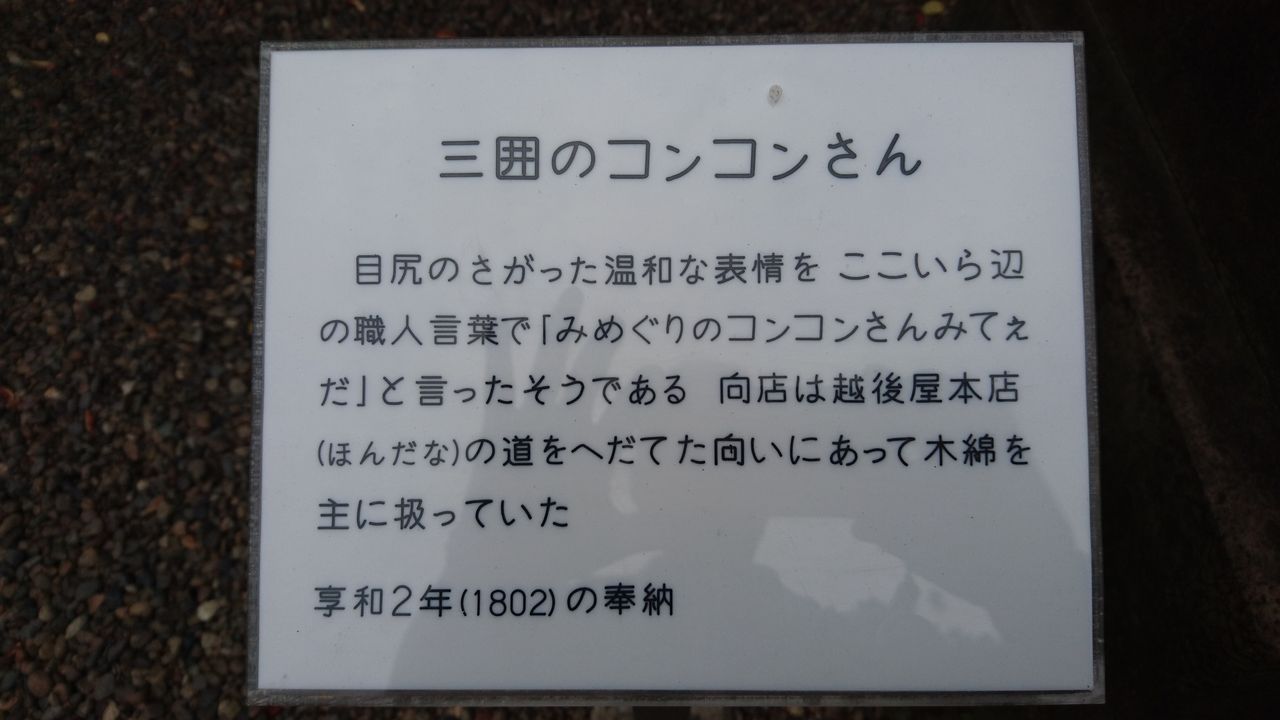 三囲のコンコンさん
目尻のさがった温和な表情を ここいら辺
の職人言葉で「みめぐりのコンコンさんみてぇ
だ」と言ったそうである 向店は越後屋本店
(ほんだな)の道をへだてた向いにあって木綿を
主に扱っていた
享和2年(1802)の奉納